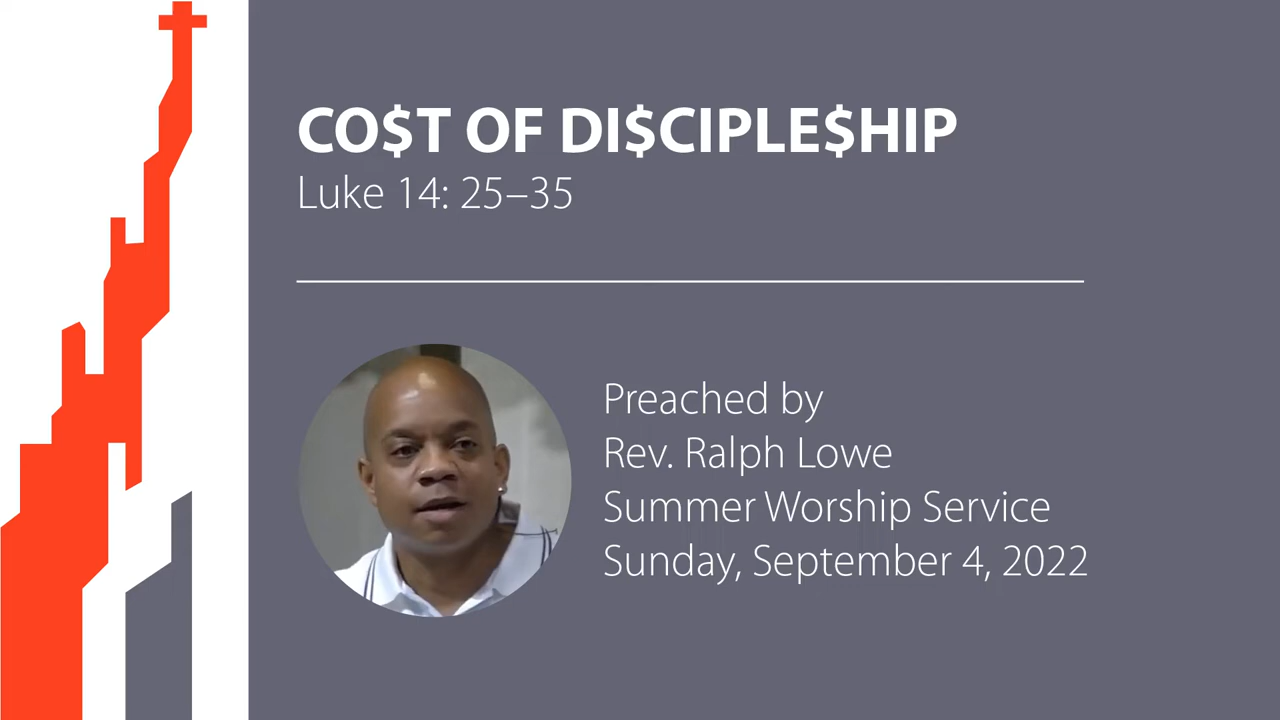 CO$T OF DI$CIPLE$HIP
Luke 14: 25–35
Preached by
Rev. Ralph Lowe
Summer Worship Service
Sunday, September 4, 2022